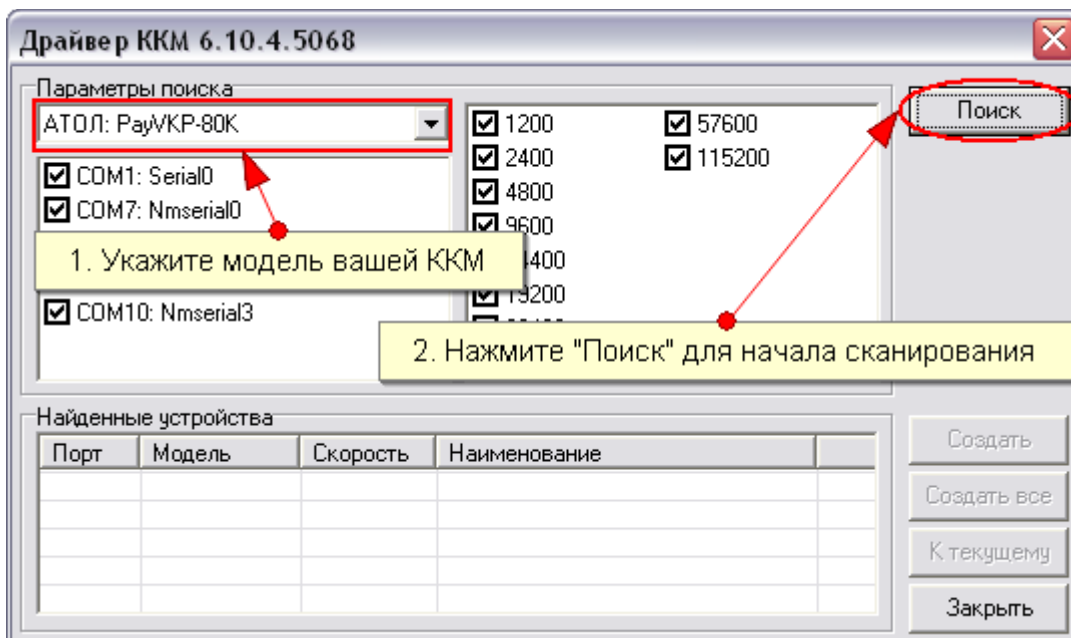 Драйвер ККМ 6.10.4.5068
Параметры поиска
АТОЛ: PayVKP-80K
COM1: Serial0
COM7: Nmserial0
COM10: Nmserial3
1200
2400
4800
9600
19200
57600
115200
Поиск
1. Укажите модель вашей ККМ
2. Нажмите "Поиск" для начала сканирования
Найденные устройства
Порт Модель Скорость Наименование
Создать
Создать все
К текущему
Закрыть